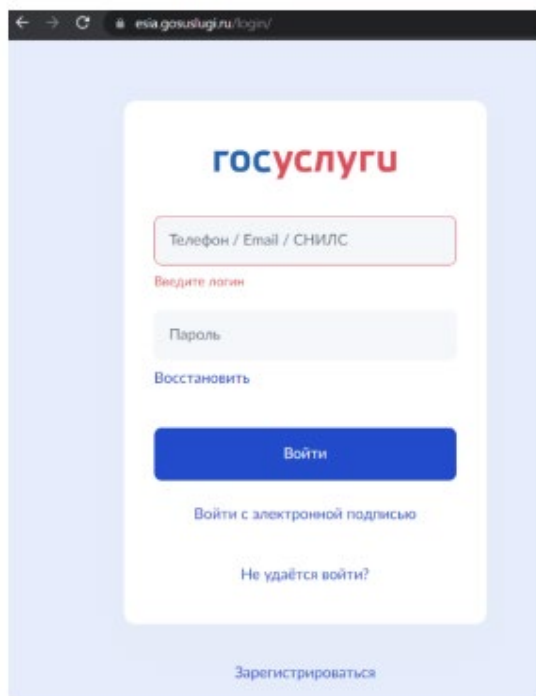 esia.gosuslugi.ru/login/
госуслуги
Телефон / Email / СНИЛС
Введите логин
Пароль
Восстановить
Войти
Войти с электронной подписью
Не удаётся войти?
Зарегистрироваться